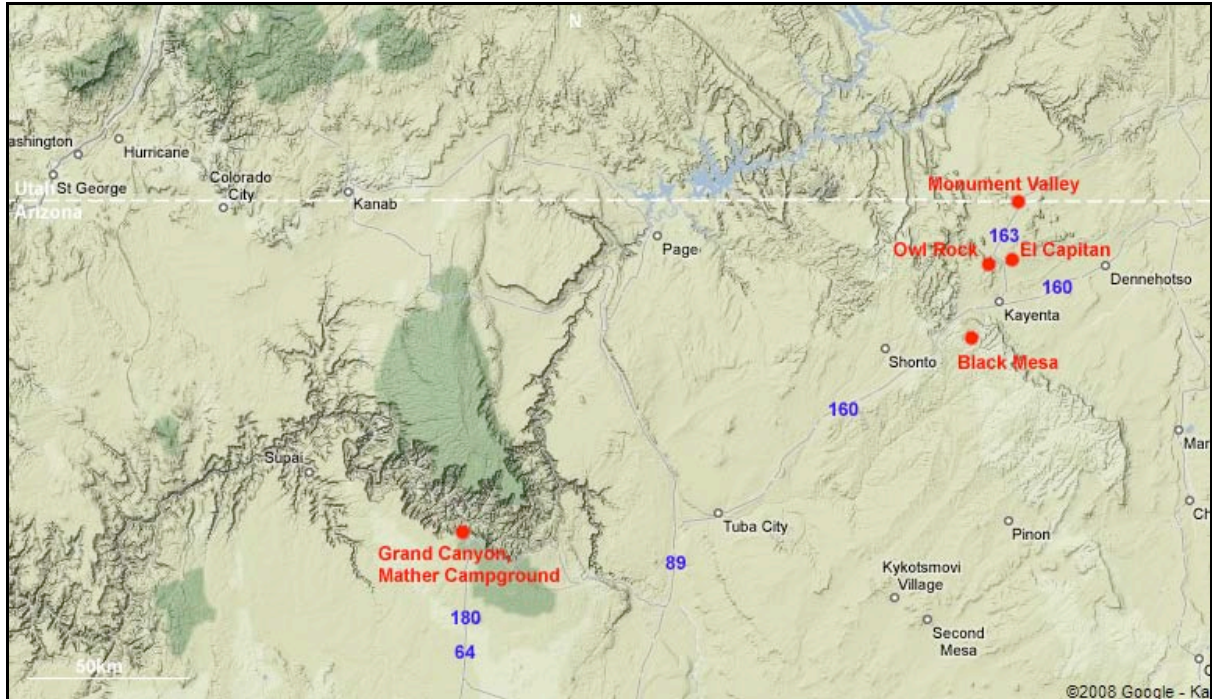 N
ashington
Hurricane
Colorado
City
Utah
St George
Arizona
Kanab
Monument Valley
Page
163
Owl Rock
El Capitan
Dennehotso
160
Kayenta
Shonto
Black Mesa
160
Mar
Supai
Ch
Tuba City
Pinon
Grand Canyon,
Mather Campground
89
Kykotsmovi
Village
180
Second
Mesa
64
50km
©2008 Google - Ka